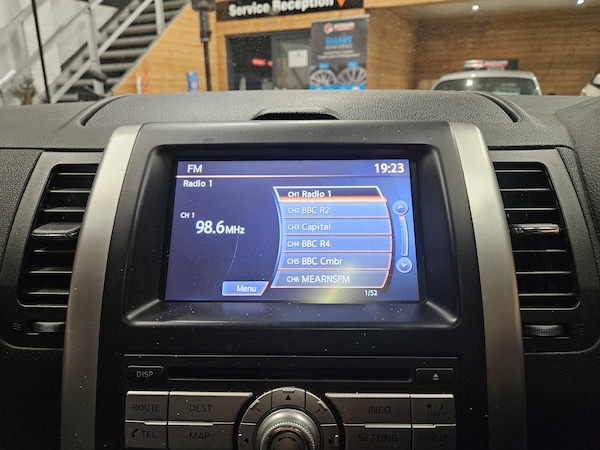 Service Reception
SMART
FM 19:23
Radio 1
CH 1
98.6MHz
CH1 Radio 1
CH2 BBC R2
CH3 Capital
CH4 BBC R4
CH5 BBC Cmbr
CH6 MEARNSFM
Menu
1/52
DISP
ROUTE DEST INFO
TEL MAP SETTING STATUS